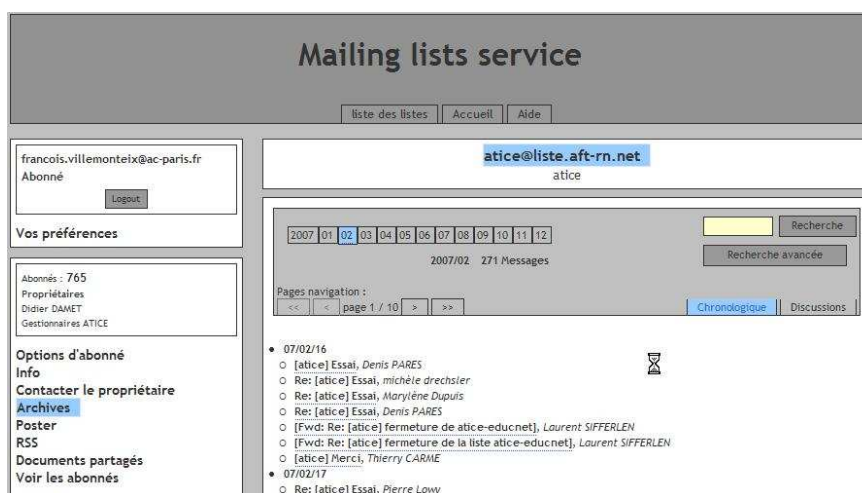 Mailing lists service
liste des listes Accueil Aide
francois.villemonteix@ac-paris.fr
Abonné
Logout
Vos préférences
Abonnés : 765
Propriétaires
Didier DAMET
Gestionnaires ATICE
Options d'abonné
Info
Contacter le propriétaire
Archives
Poster
RSS
Documents partagés
Voir les abonnés
atice@liste.aft-rn.net
atice
2007 01 02 03 04 05 06 07 08 09 10 11 12
2007/02 271 Messages
Recherche
Recherche avancée
Pages navigation :
<< < page 1 / 10 > >>
Chronologique Discussions
07/02/16
[atice] Essai, Denis PARES
Re: [atice] Essai, michèle drechsler
Re: [atice] Essai, Marylène Dupuis
Re: [atice] Essai, Denis PARES
[Fwd: Re: [atice] fermeture de atice-educnet], Laurent SIFFERLEN
[Fwd: Re: [atice] fermeture de la liste atice-educnet], Laurent SIFFERLEN
[atice] Merci, Thierry CARME
07/02/17
Re: [atice] Essai, Pierre Lowy